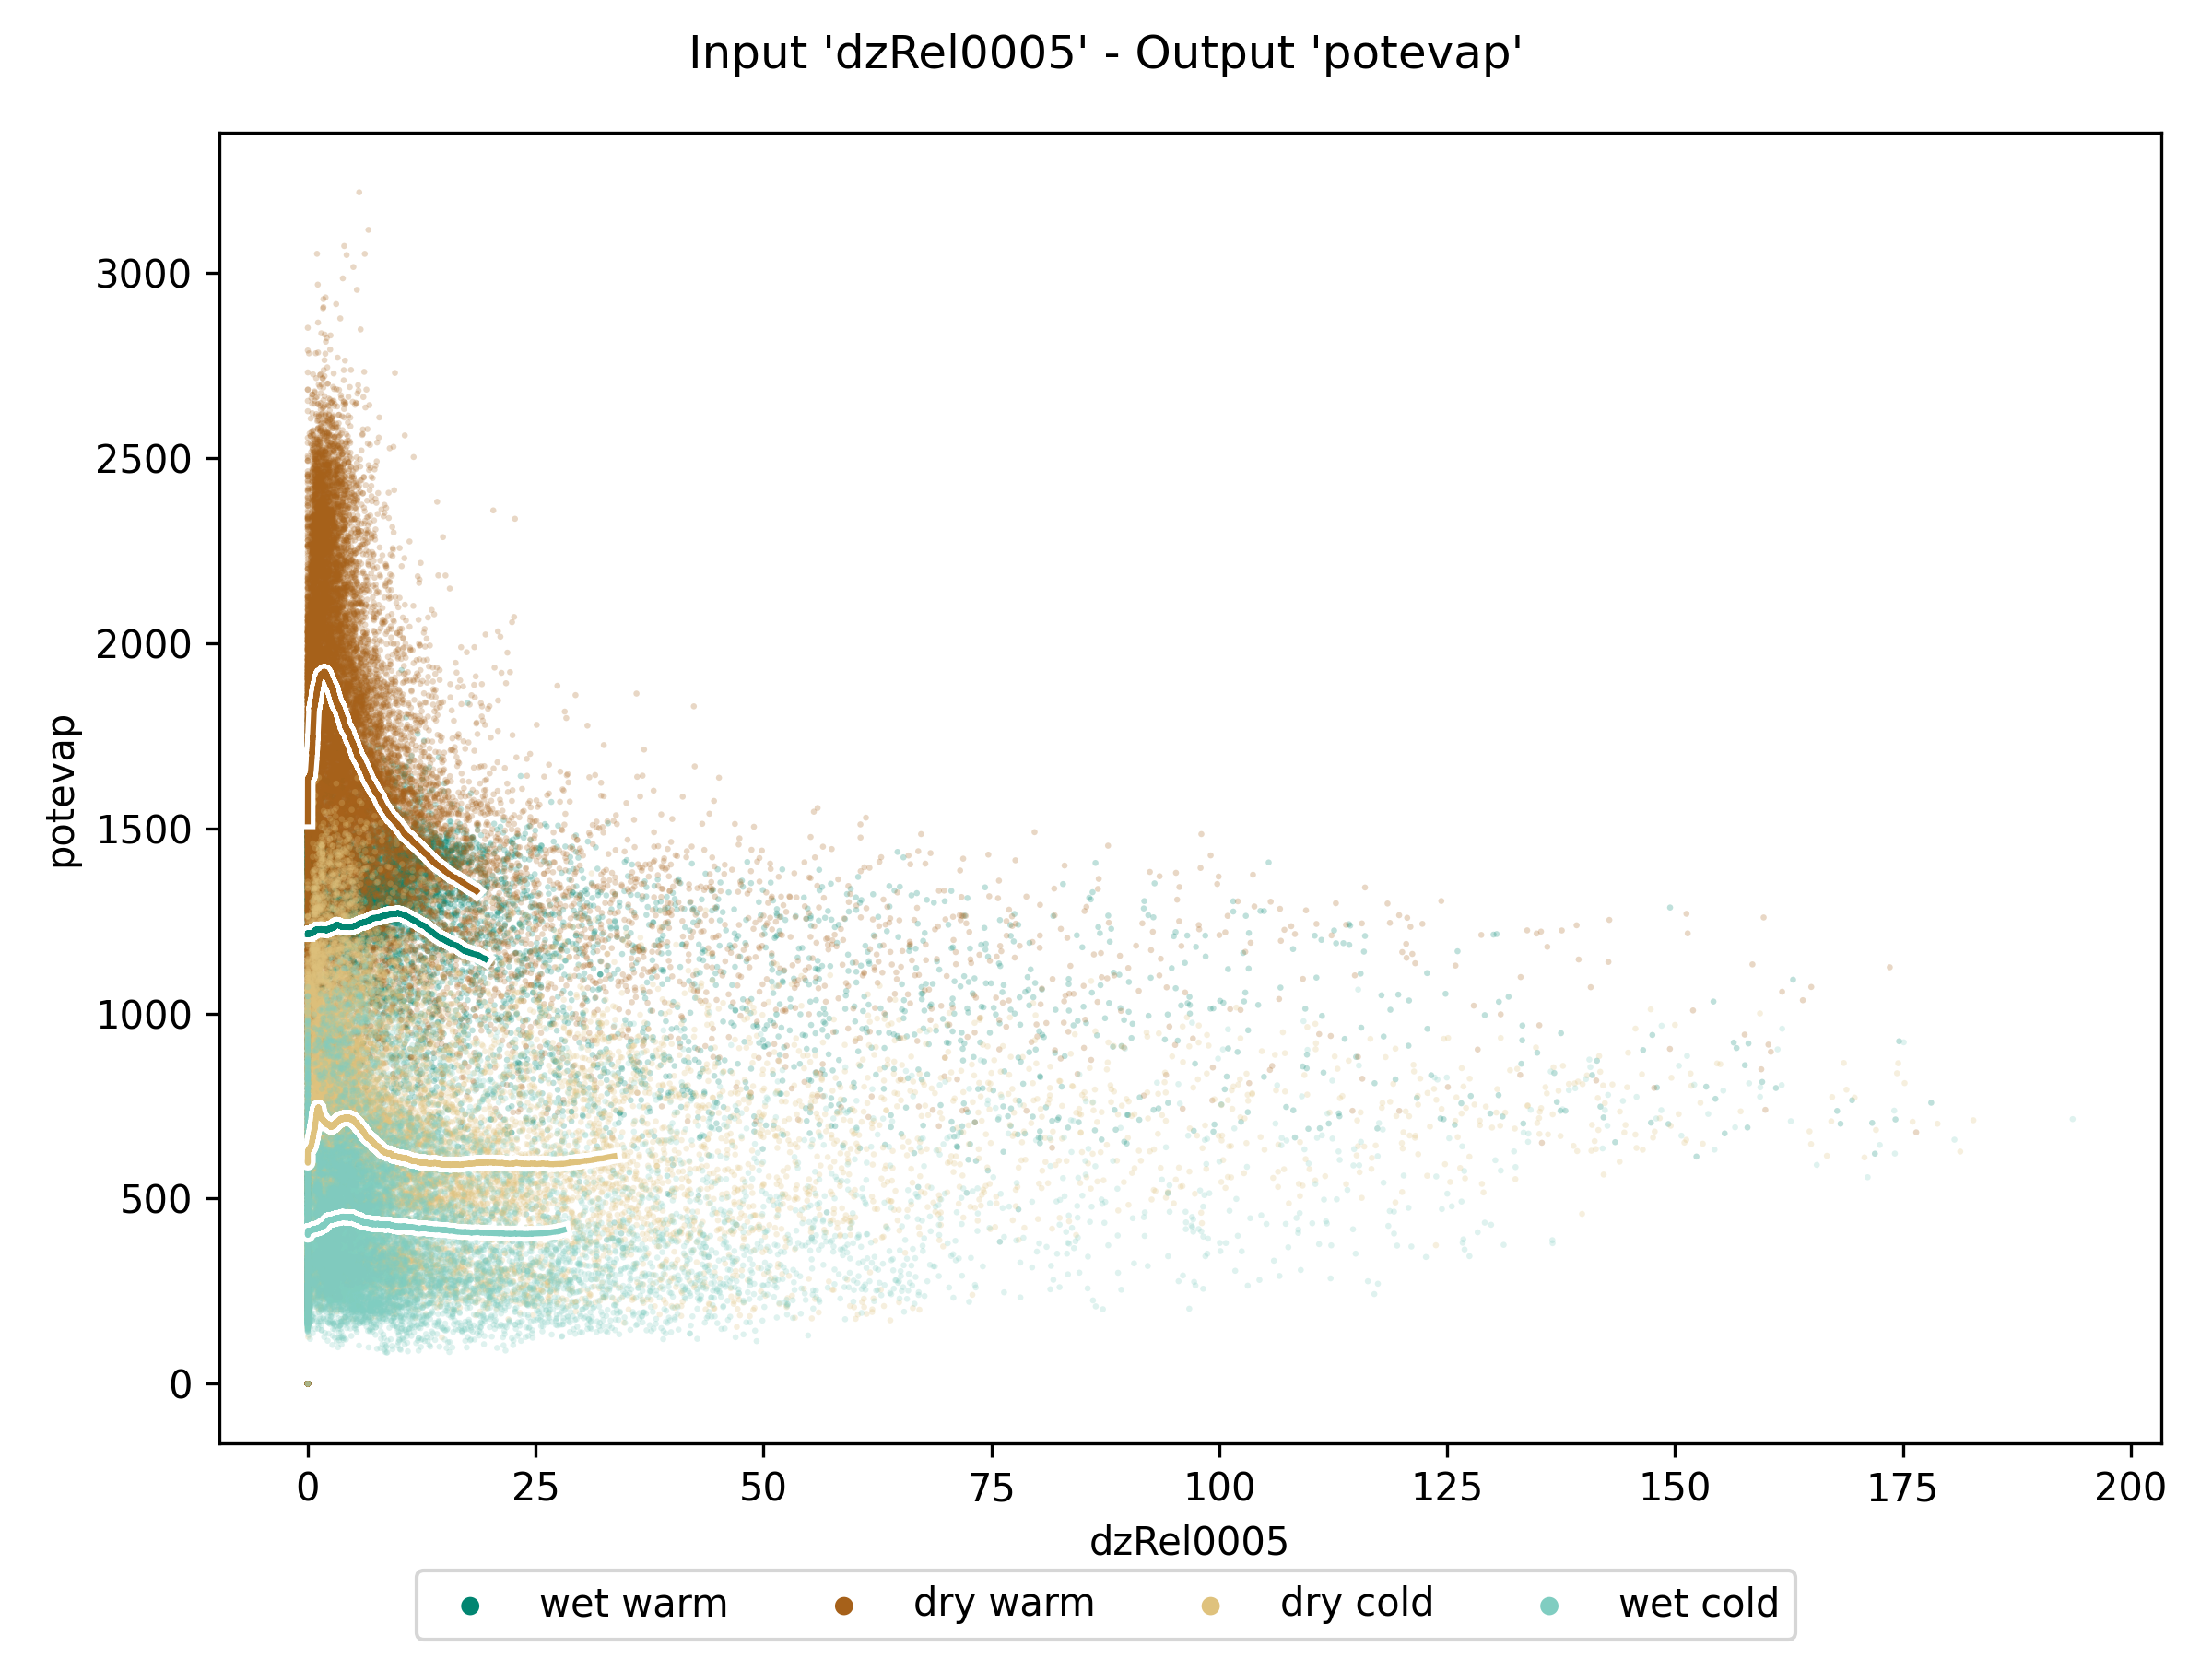 Input 'dzRel0005' - Output 'potevap'
potevap
3000
2500
2000
1500
1000
500
0
0 25 50 75 100 125 150 175 200
dzRel0005
wet warm dry warm dry cold wet cold